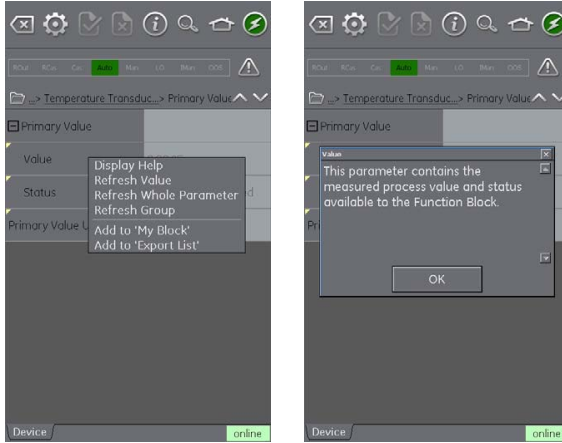 ROut RCas Cas Auto Man LO IMan OOS
...> Temperature Transduc...> Primary Value
Primary Value
Value
Status
Primary Value U
Display Help
Refresh Value
Refresh Whole Parameter
Refresh Group
Add to 'My Block'
Add to 'Export List'
Device
online
ROut RCas Cas Auto Man LO IMan OOS
...> Temperature Transduc...> Primary Value
Primary Value
Value
This parameter contains the
measured process value and status
available to the Function Block.
OK
Pri
Device
online